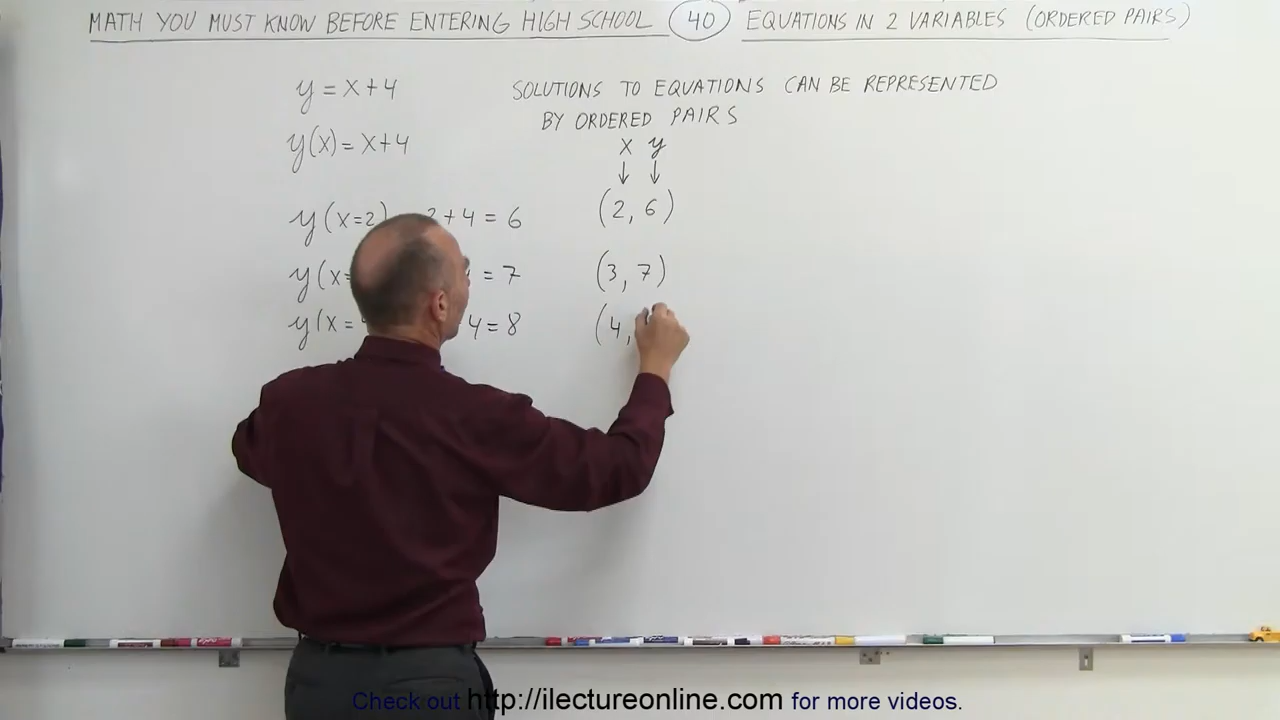 MATH YOU MUST KNOW BEFORE ENTERING HIGH SCHOOL 40 EQUATIONS IN 2 VARIABLES (ORDERED PAIRS)
y = x+4
SOLUTIONS TO EQUATIONS CAN BE REPRESENTED
BY ORDERED PAIRS
y(x) = x+4
x y
↓ ↓
y(x=2) 2+4 = 6 (2, 6)
y(x= = 7 (3, 7)
y(x= 4 = 8 (4,
Check out http://ilectureonline.com for more videos.